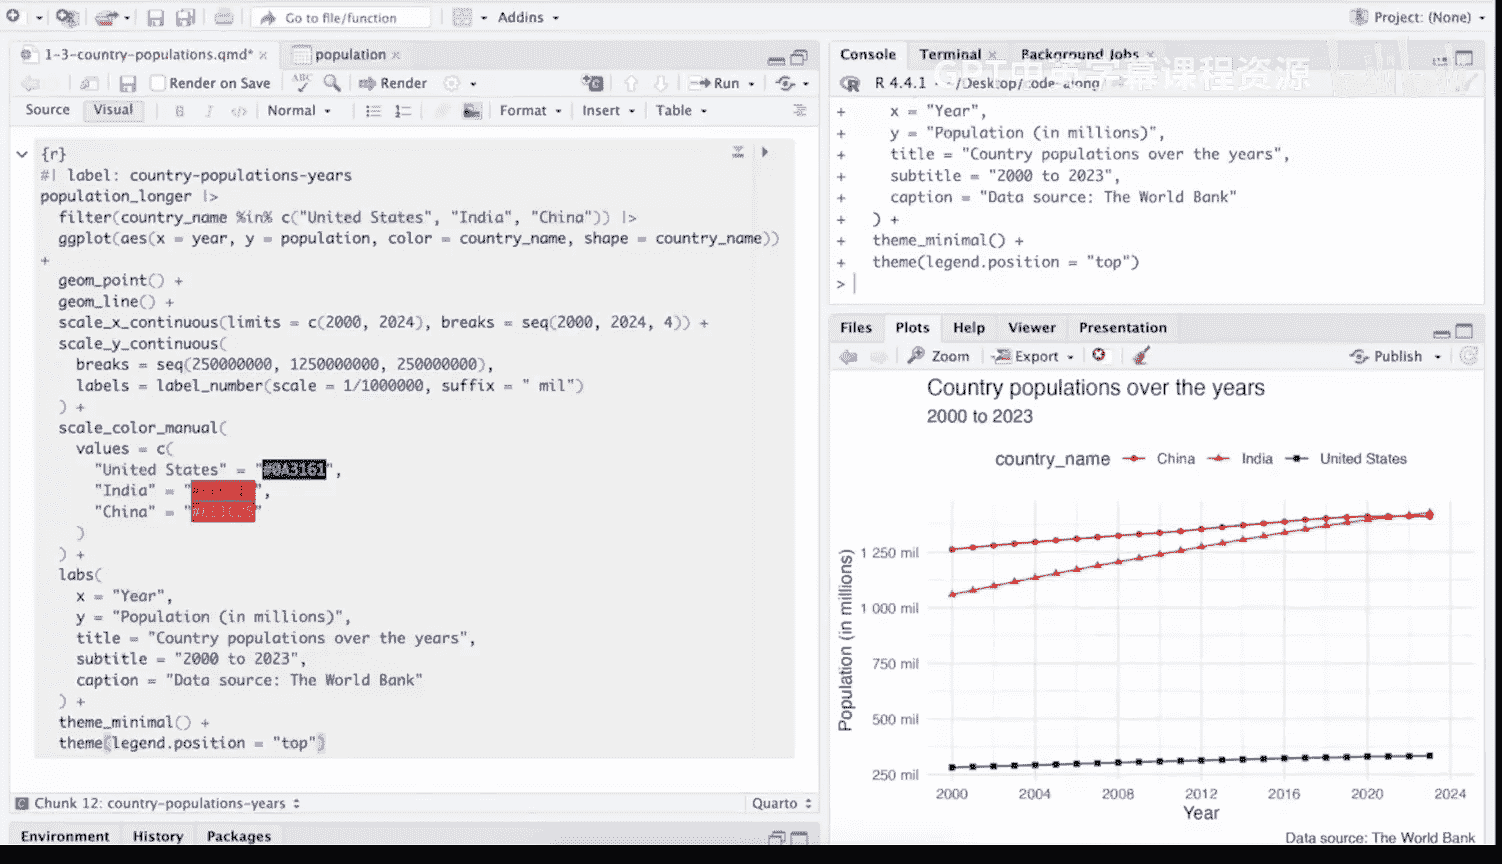 Go to file/function
Addins
Project: (None)
1-3-country-populations.qmd*
population
Render on Save
ABC
Render
Run
Source
Visual
B
I
</>
Normal
Format
Insert
Table
{r}
#| label: country-populations-years
population_longer |>
filter(country_name %in% c("United States", "India", "China")) |>
ggplot(aes(x = year, y = population, color = country_name, shape = country_name))
+
geom_point() +
geom_line() +
scale_x_continuous(limits = c(2000, 2024), breaks = seq(2000, 2024, 4)) +
scale_y_continuous(
breaks = seq(250000000, 1250000000, 250000000),
labels = label_number(scale = 1/1000000, suffix = " mil")
) +
scale_color_manual(
values = c(
"United States" = "#0A3161",
"India" = "
",
"China" = "
",
)
) +
labs(
x = "Year",
y = "Population (in millions)",
title = "Country populations over the years",
subtitle = "2000 to 2023",
caption = "Data source: The World Bank"
) +
theme_minimal() +
theme(legend.position = "top")
Chunk 12: country-populations-years
Quarto
Environment
History
Packages
Console
Terminal
Background Jobs
R 4.4.1 · ~/Desktop/code-along/
+ x = "Year",
+ y = "Population (in millions)",
+ title = "Country populations over the years",
+ subtitle = "2000 to 2023",
+ caption = "Data source: The World Bank"
+ ) +
+ theme_minimal() +
+ theme(legend.position = "top")
>
Files
Plots
Help
Viewer
Presentation
Zoom
Export
Publish
Country populations over the years
2000 to 2023
country_name
China
India
United States
Population (in millions)
1 250 mil
1 000 mil
750 mil
500 mil
250 mil
2000
2004
2008
2012
2016
2020
2024
Year
Data source: The World Bank